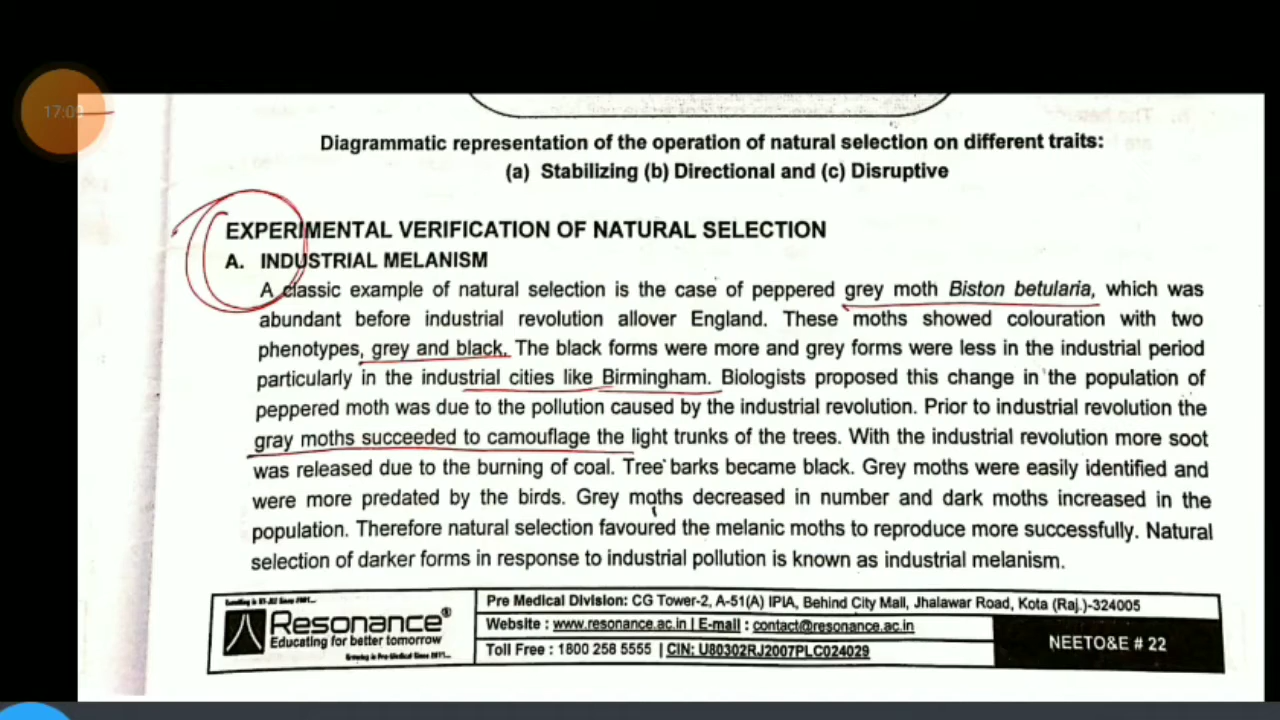 17:09
Diagrammatic representation of the operation of natural selection on different traits:
(a) Stabilizing (b) Directional and (c) Disruptive
EXPERIMENTAL VERIFICATION OF NATURAL SELECTION
A. INDUSTRIAL MELANISM
A classic example of natural selection is the case of peppered grey moth Biston betularia, which was
abundant before industrial revolution allover England. These moths showed colouration with two
phenotypes, grey and black. The black forms were more and grey forms were less in the industrial period
particularly in the industrial cities like Birmingham. Biologists proposed this change in the population of
peppered moth was due to the pollution caused by the industrial revolution. Prior to industrial revolution the
gray moths succeeded to camouflage the light trunks of the trees. With the industrial revolution more soot
was released due to the burning of coal. Tree barks became black. Grey moths were easily identified and
were more predated by the birds. Grey moths decreased in number and dark moths increased in the
population. Therefore natural selection favoured the melanic moths to reproduce more successfully. Natural
selection of darker forms in response to industrial pollution is known as industrial melanism.
Resonance®
Educating for better tomorrow
Pre Medical Division: CG Tower-2, A-51(A) IPIA, Behind City Mall, Jhalawar Road, Kota (Raj.)-324005
Website : www.resonance.ac.in | E-mail : contact@resonance.ac.in
Toll Free : 1800 258 5555 | CIN: U80302RJ2007PLC024029
NEETO&E # 22